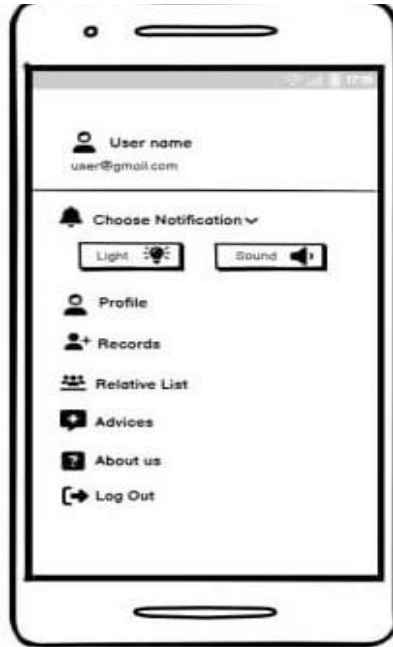 User name
user@gmail.com
Choose Notification
Light
Sound
Profile
Records
Relative List
Advices
About us
Log Out